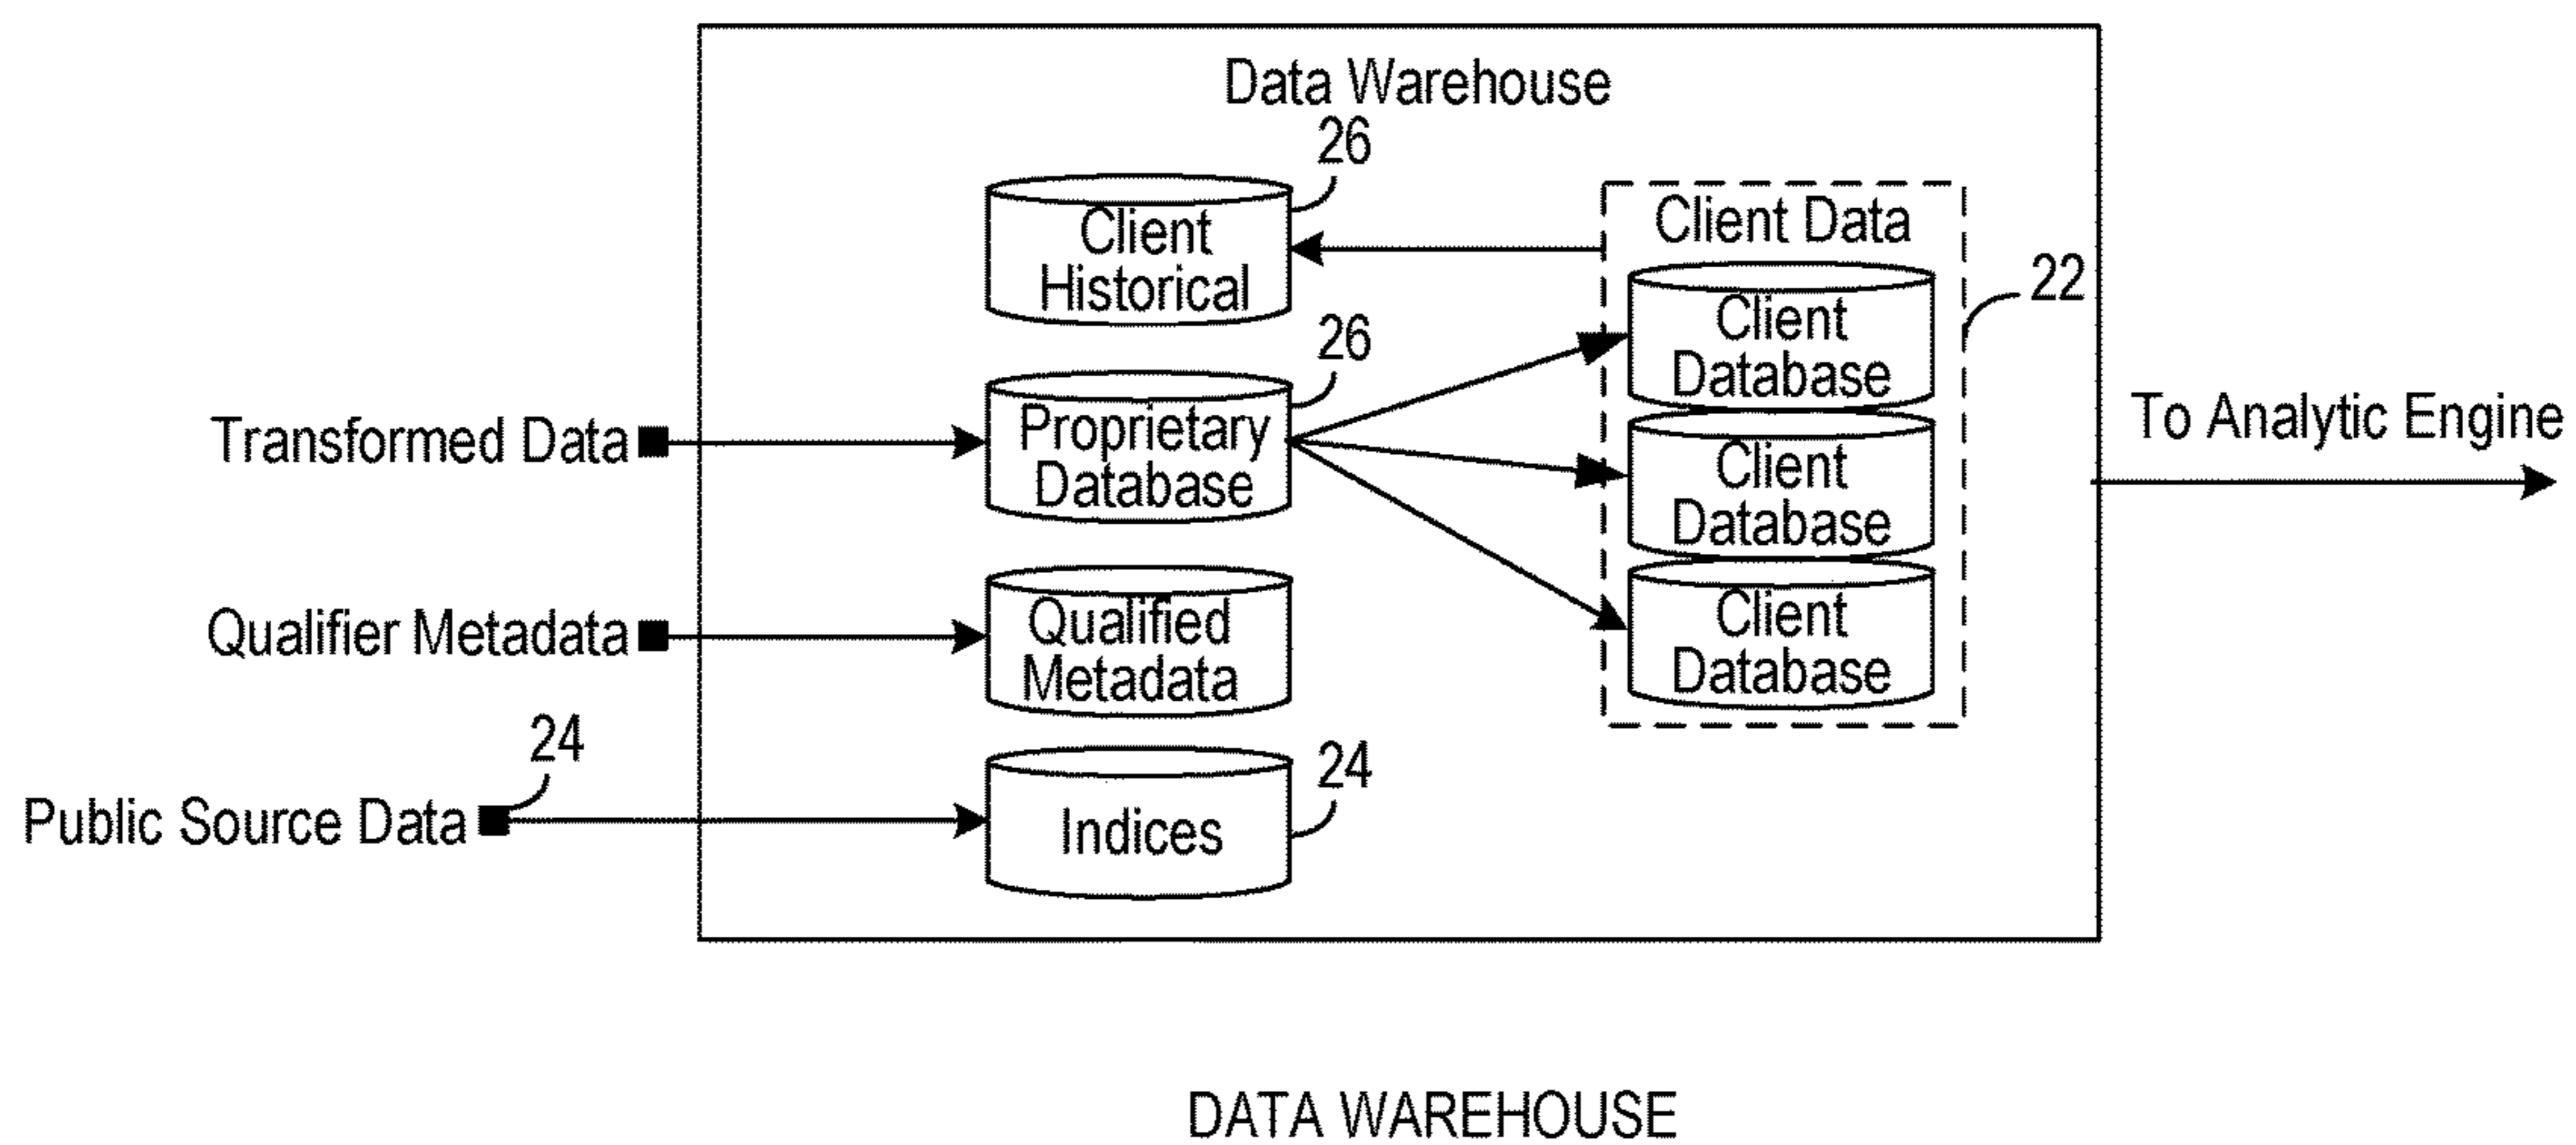 Data Warehouse
26
Client
Historical
Client Data
22
Client
Database
26
Transformed Data
Proprietary
Database
Client
Database
To Analytic Engine
Qualifier Metadata
Qualified
Metadata
Client
Database
24
Public Source Data
24
Indices
DATA WAREHOUSE